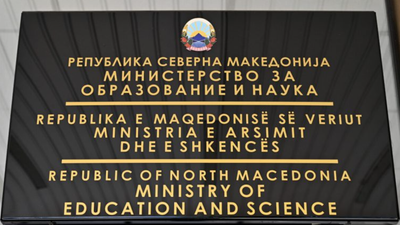 РЕПУБЛИКА СЕВЕРНА МАКЕДОНИЈА
МИНИСТЕРСТВО ЗА
ОБРАЗОВАНИЕ И НАУКА
REPUBLIKA E MAQEDONISË SË VERIUT
MINISTRIA E ARSIMIT
DHE E SHKENCËS
REPUBLIC OF NORTH MACEDONIA
MINISTRY OF
EDUCATION AND SCIENCE